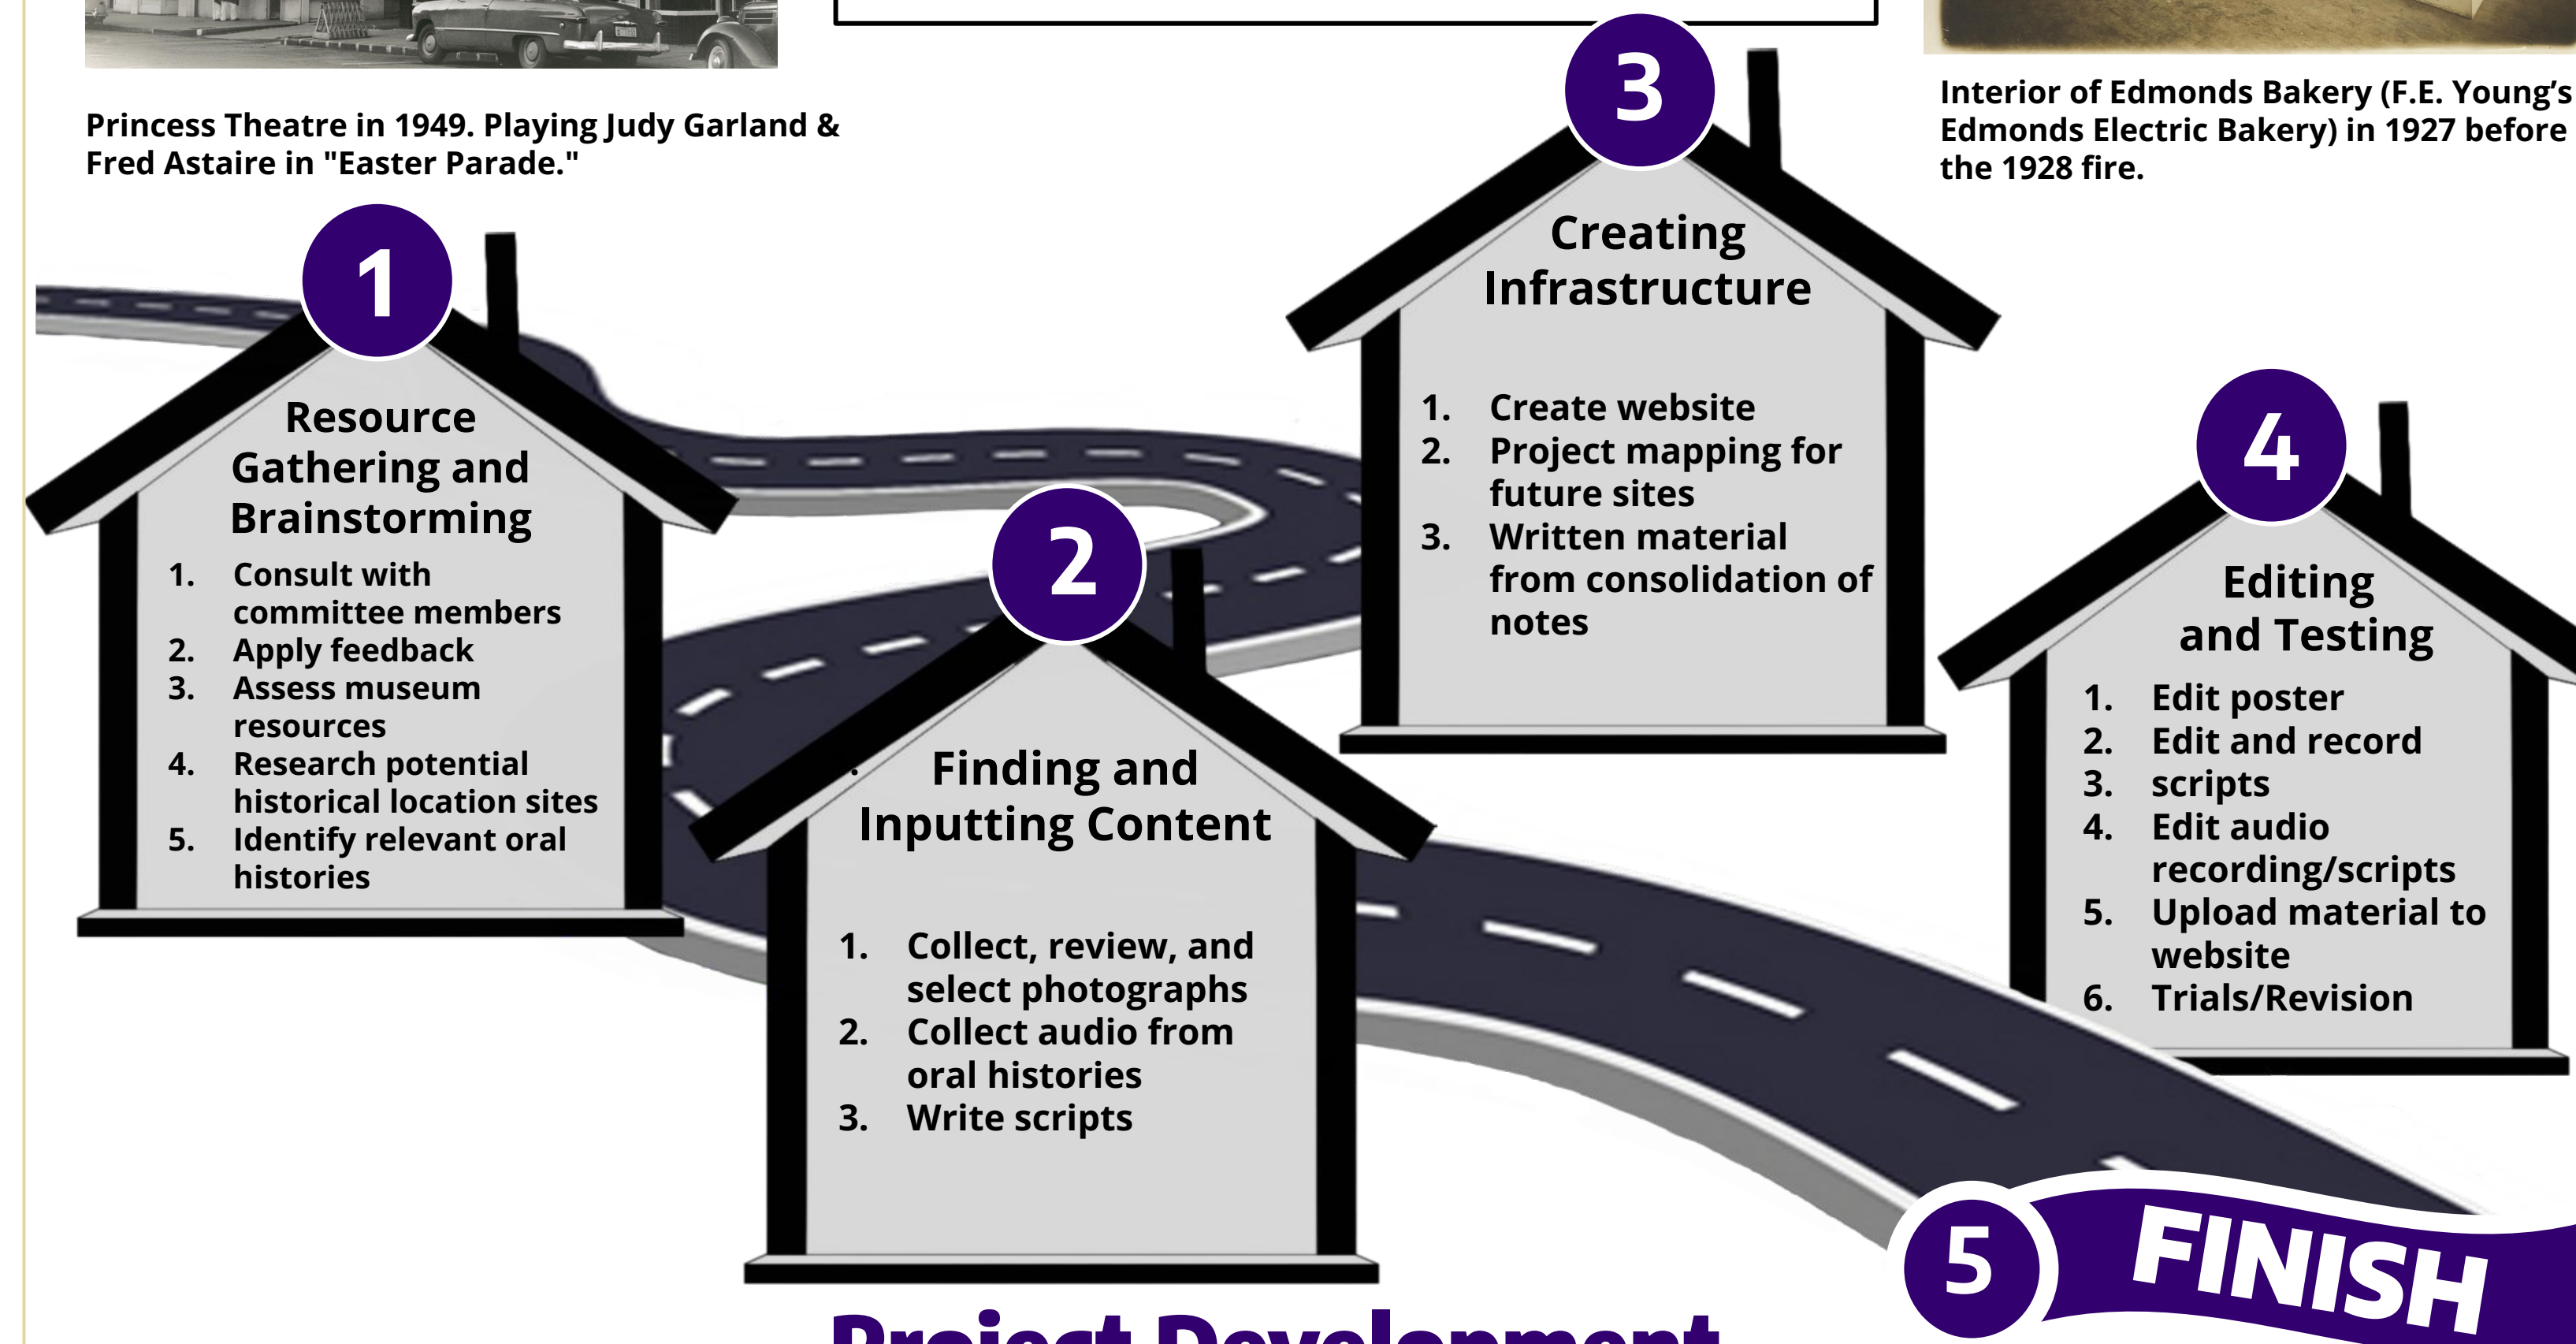 Princess Theatre in 1949. Playing Judy Garland &
Fred Astaire in "Easter Parade."
Interior of Edmonds Bakery (F.E. Young’s
Edmonds Electric Bakery) in 1927 before
the 1928 fire.
1
Resource
Gathering and
Brainstorming
1. Consult with
committee members
2. Apply feedback
3. Assess museum
resources
4. Research potential
historical location sites
5. Identify relevant oral
histories
2
Finding and
Inputting Content
1. Collect, review, and
select photographs
2. Collect audio from
oral histories
3. Write scripts
3
Creating
Infrastructure
1. Create website
2. Project mapping for
future sites
3. Written material
from consolidation of
notes
4
Editing
and Testing
1. Edit poster
2. Edit and record
3. scripts
4. Edit audio
recording/scripts
5. Upload material to
website
6. Trials/Revision
5
FINISH
Project Development